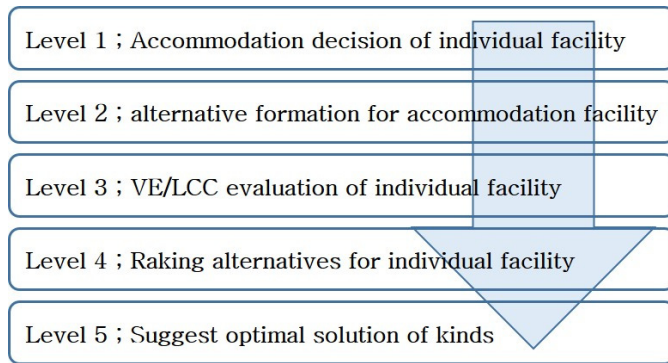 Level 1 ; Accommodation decision of individual facility
Level 2 ; alternative formation for accommodation facility
Level 3 ; VE/LCC evaluation of individual facility
Level 4 ; Raking alternatives for individual facility
Level 5 ; Suggest optimal solution of kinds